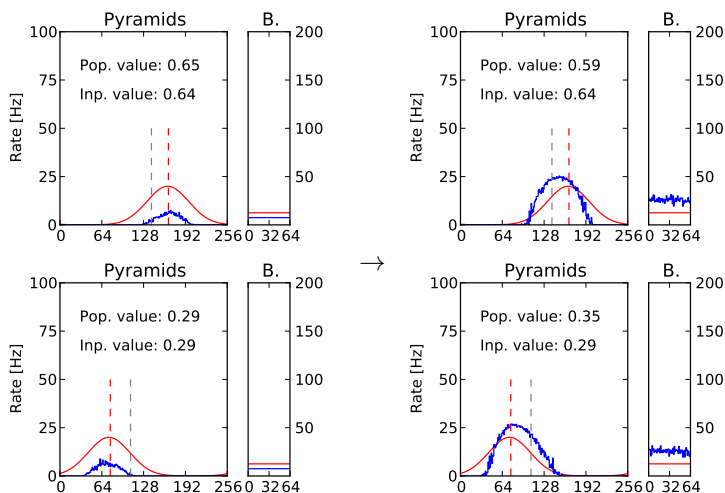 Pyramids B. Pyramids B.
100 200 100 200
Pop. value: 0.65 Pop. value: 0.59
75 150 75 150
Inp. value: 0.64 Inp. value: 0.64
Rate [Hz] Rate [Hz]
50 100 50 100
25 50 25 50
0 0
0 64 128 192 256 0 32 64 0 64 128 192 256 0 32 64
→
Pyramids B. Pyramids B.
100 200 100 200
Pop. value: 0.29 Pop. value: 0.35
75 150 75 150
Inp. value: 0.29 Inp. value: 0.29
Rate [Hz] Rate [Hz]
50 100 50 100
25 50 25 50
0 0
0 64 128 192 256 0 32 64 0 64 128 192 256 0 32 64